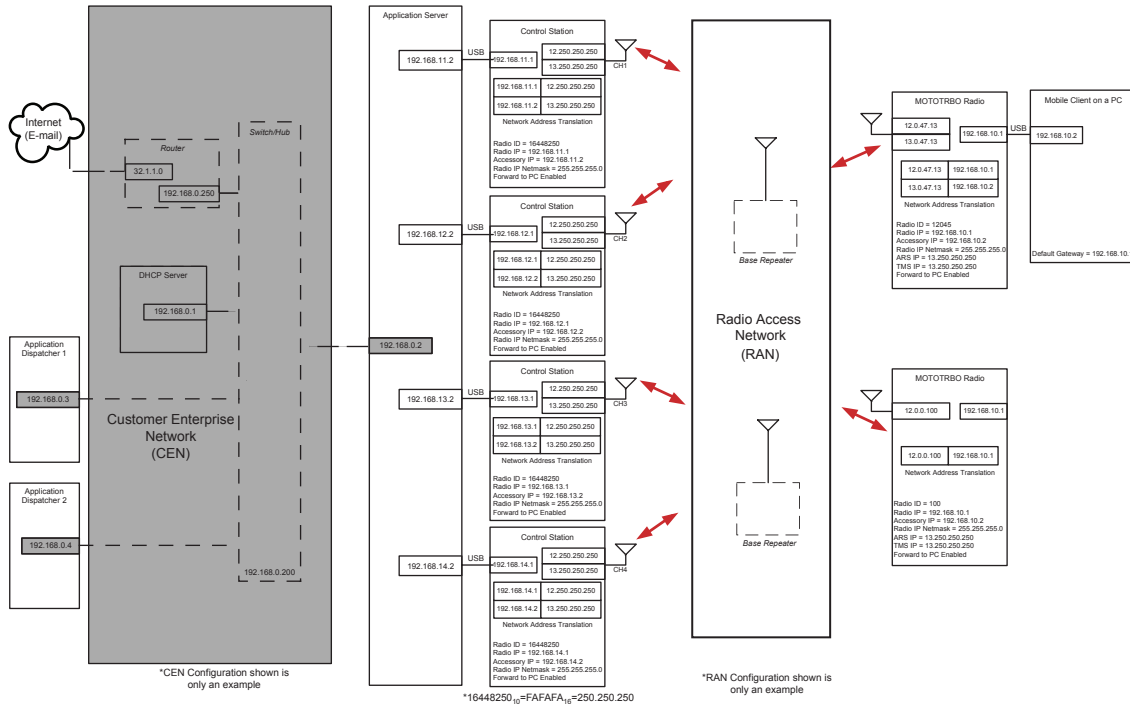 Internet
(E-mail)
Router
32.1.1.0
192.168.0.250
Switch/Hub
DHCP Server
192.168.0.1
Application
Dispatcher 1
192.168.0.3
Customer Enterprise
Network
(CEN)
Application
Dispatcher 2
192.168.0.4
192.168.0.200
*CEN Configuration shown is
only an example
Application Server
192.168.11.2
192.168.12.2
192.168.0.2
192.168.13.2
192.168.14.2
USB
Control Station
192.168.11.1
12.250.250.250
13.250.250.250
CH1
192.168.11.1 12.250.250.250
192.168.11.2 13.250.250.250
Network Address Translation
Radio ID = 16448250
Radio IP = 192.168.11.1
Accessory IP = 192.168.11.2
Radio IP Netmask = 255.255.255.0
Forward to PC Enabled
USB
Control Station
192.168.12.1
12.250.250.250
13.250.250.250
CH2
192.168.12.1 12.250.250.250
192.168.12.2 13.250.250.250
Network Address Translation
Radio ID = 16448250
Radio IP = 192.168.12.1
Accessory IP = 192.168.12.2
Radio IP Netmask = 255.255.255.0
Forward to PC Enabled
USB
Control Station
192.168.13.1
12.250.250.250
13.250.250.250
CH3
192.168.13.1 12.250.250.250
192.168.13.2 13.250.250.250
Network Address Translation
Radio ID = 16448250
Radio IP = 192.168.13.1
Accessory IP = 192.168.13.2
Radio IP Netmask = 255.255.255.0
Forward to PC Enabled
USB
Control Station
192.168.14.1
12.250.250.250
13.250.250.250
CH4
192.168.14.1 12.250.250.250
192.168.14.2 13.250.250.250
Network Address Translation
Radio ID = 16448250
Radio IP = 192.168.14.1
Accessory IP = 192.168.14.2
Radio IP Netmask = 255.255.255.0
Forward to PC Enabled
*16448250₁₀=FAFAFA₁₆=250.250.250
Base Repeater
Radio Access
Network
(RAN)
Base Repeater
*RAN Configuration shown is
only an example
MOTOTRBO Radio
12.0.47.13
13.0.47.13
192.168.10.1
12.0.47.13 192.168.10.1
13.0.47.13 192.168.10.2
Network Address Translation
Radio ID = 12045
Radio IP = 192.168.10.1
Accessory IP = 192.168.10.2
Radio IP Netmask = 255.255.255.0
ARS IP = 13.250.250.250
TMS IP = 13.250.250.250
Forward to PC Enabled
USB
Mobile Client on a PC
192.168.10.2
Default Gateway = 192.168.10.1
MOTOTRBO Radio
12.0.0.100
192.168.10.1
12.0.0.100 192.168.10.1
Network Address Translation
Radio ID = 100
Radio IP = 192.168.10.1
Accessory IP = 192.168.10.2
Radio IP Netmask = 255.255.255.0
ARS IP = 13.250.250.250
TMS IP = 13.250.250.250
Forward to PC Enabled